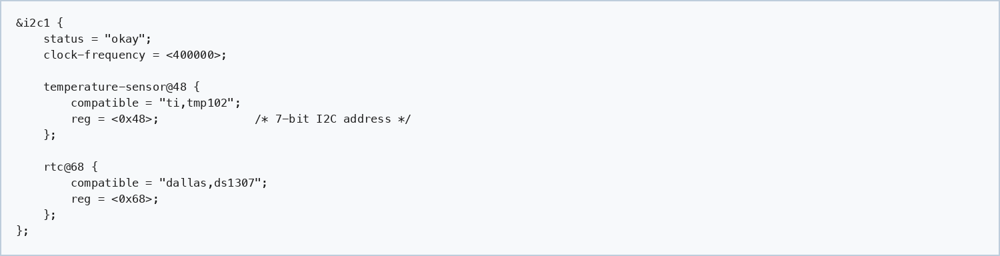 &i2c1 {
    status = "okay";
    clock-frequency = <400000>;

    temperature-sensor@48 {
        compatible = "ti,tmp102";
        reg = <0x48>;              /* 7-bit I2C address */
    };

    rtc@68 {
        compatible = "dallas,ds1307";
        reg = <0x68>;
    };
};